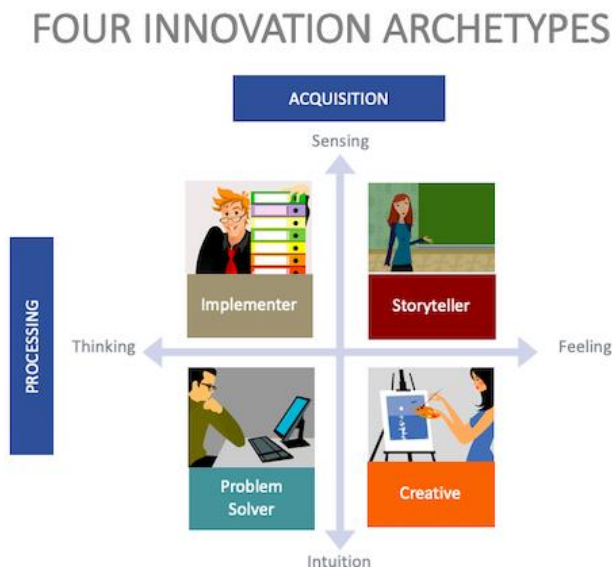 FOUR INNOVATION ARCHETYPES
ACQUISITION
Sensing
Implementer
Storyteller
PROCESSING
Thinking
Feeling
Problem
Solver
Creative
Intuition